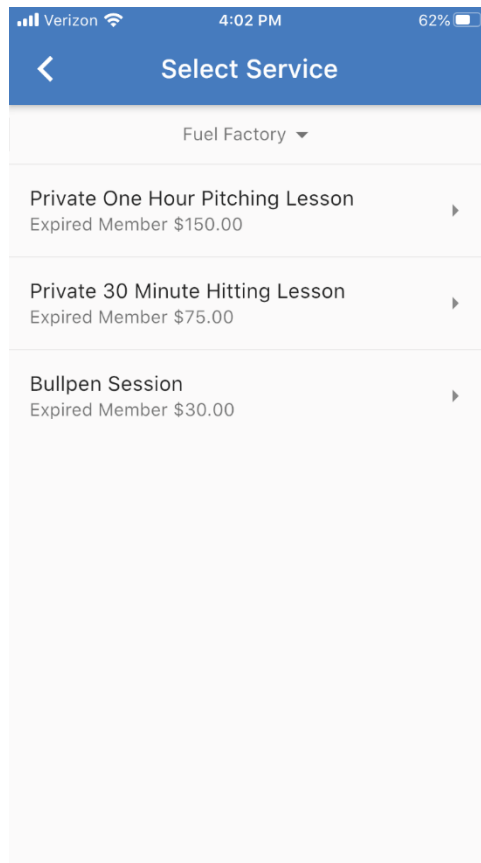 Verizon 4:02 PM 62%
Select Service
Fuel Factory
Private One Hour Pitching Lesson
Expired Member $150.00
Private 30 Minute Hitting Lesson
Expired Member $75.00
Bullpen Session
Expired Member $30.00